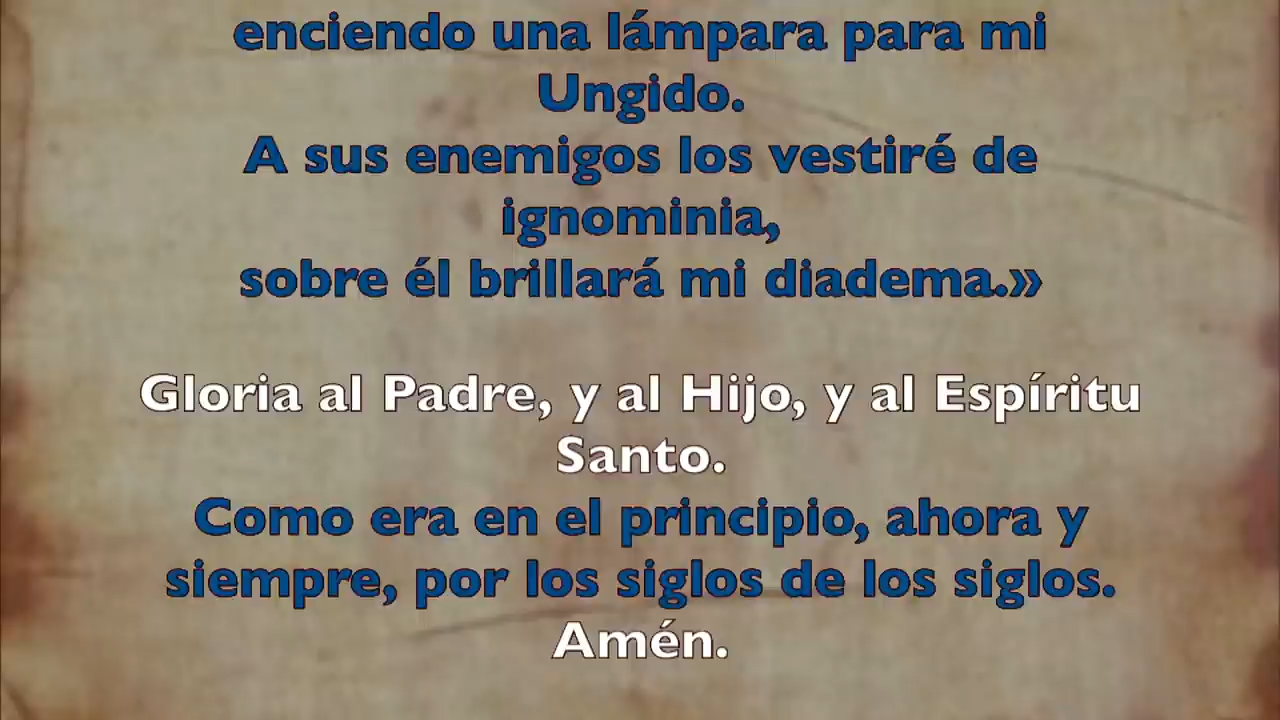 enciendo una lámpara para mi
Ungido.
A sus enemigos los vestiré de
ignominia,
sobre él brillará mi diadema.»
Gloria al Padre, y al Hijo, y al Espíritu
Santo.
Como era en el principio, ahora y
siempre, por los siglos de los siglos.
Amén.